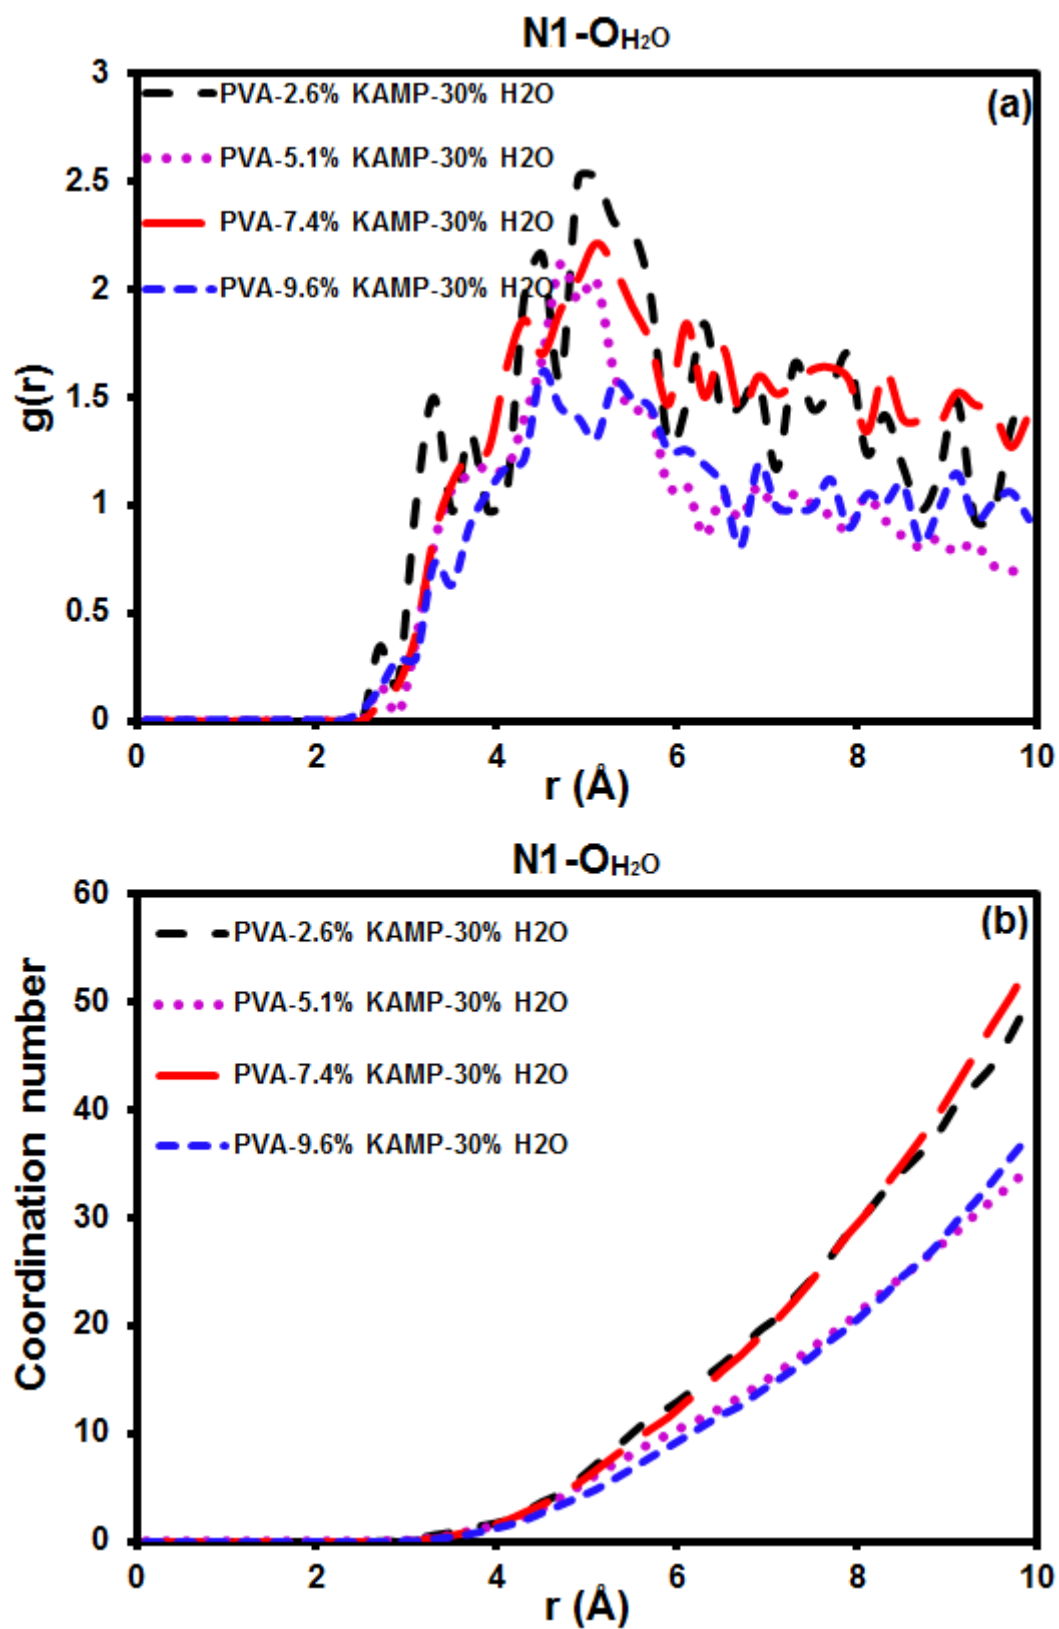 N1-OH₂O
(a)
3
2.5
2
1.5
1
0.5
0
g(r)
PVA-2.6% KAMP-30% H2O
PVA-5.1% KAMP-30% H2O
PVA-7.4% KAMP-30% H2O
PVA-9.6% KAMP-30% H2O
0 2 4 6 8 10
r (Å)
N1-OH₂O
(b)
60
50
40
30
20
10
0
Coordination number
PVA-2.6% KAMP-30% H2O
PVA-5.1% KAMP-30% H2O
PVA-7.4% KAMP-30% H2O
PVA-9.6% KAMP-30% H2O
0 2 4 6 8 10
r (Å)